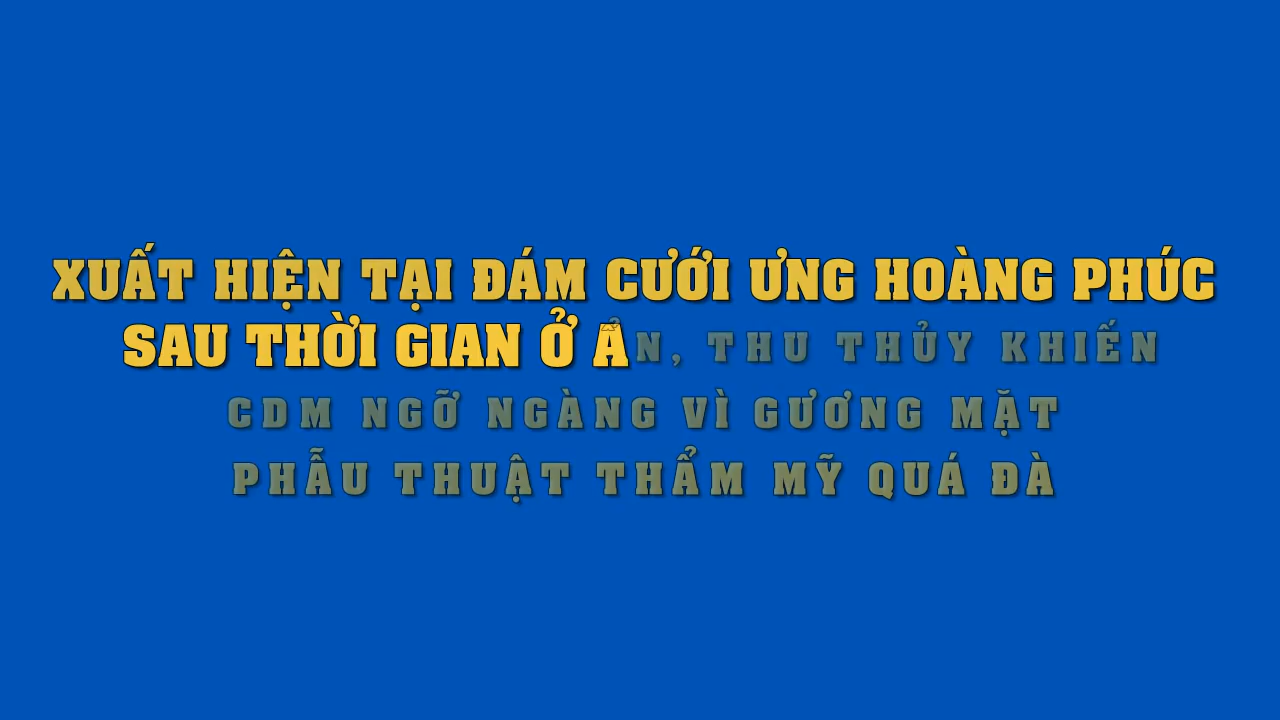 XUẤT HIỆN TẠI ĐÁM CƯỚI ƯNG HOÀNG PHÚC
SAU THỜI GIAN Ở ẨN, THU THỦY KHIẾN
CDM NGỠ NGÀNG VÌ GƯƠNG MẶT
PHẪU THUẬT THẨM MỸ QUÁ ĐÀ